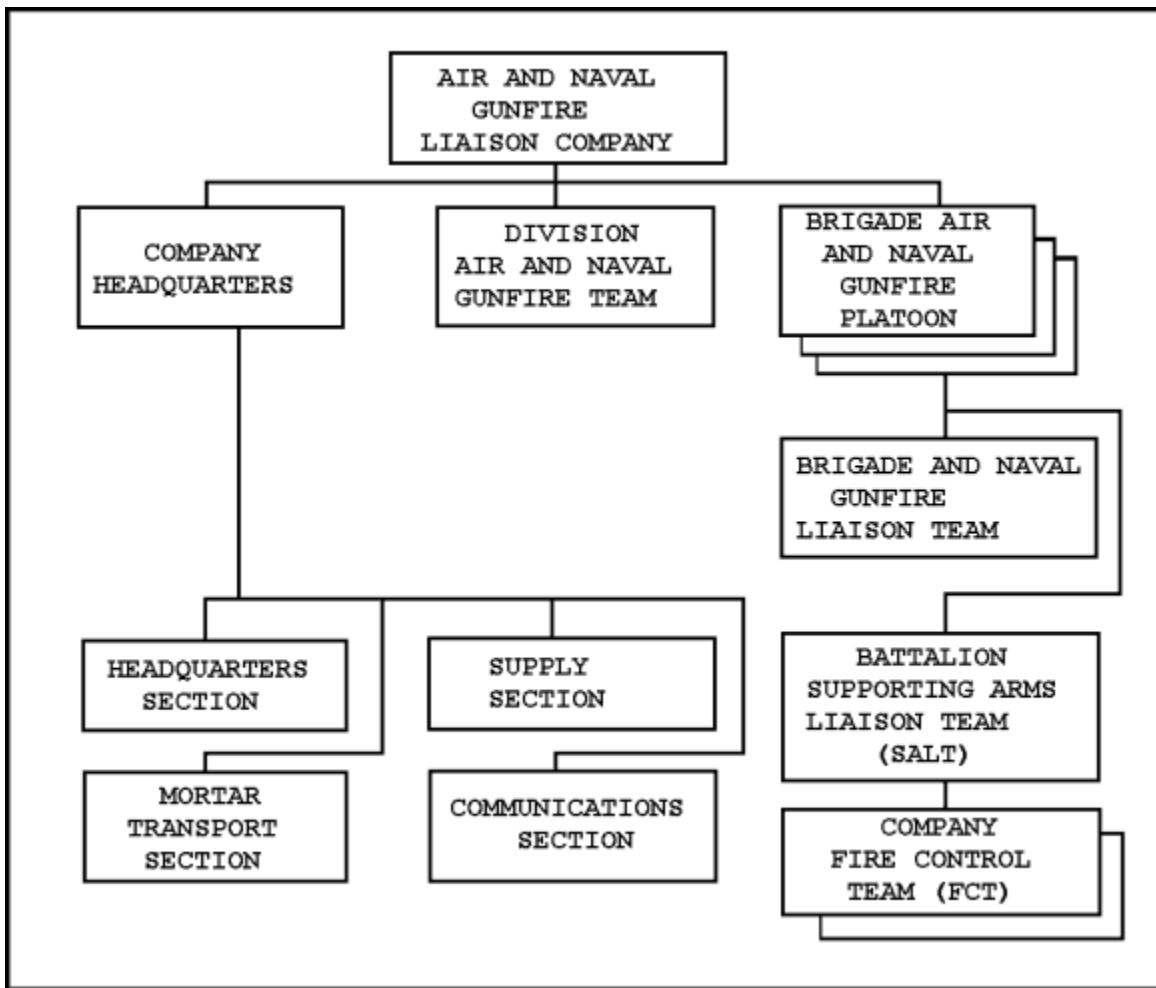 AIR AND NAVAL
GUNFIRE
LIAISON COMPANY
COMPANY
HEADQUARTERS
DIVISION
AIR AND NAVAL
GUNFIRE TEAM
BRIGADE AIR
AND NAVAL
GUNFIRE
PLATOON
BRIGADE AND NAVAL
GUNFIRE
LIAISON TEAM
HEADQUARTERS
SECTION
SUPPLY
SECTION
BATTALION
SUPPORTING ARMS
LIAISON TEAM
(SALT)
MORTAR
TRANSPORT
SECTION
COMMUNICATIONS
SECTION
COMPANY
FIRE CONTROL
TEAM (FCT)